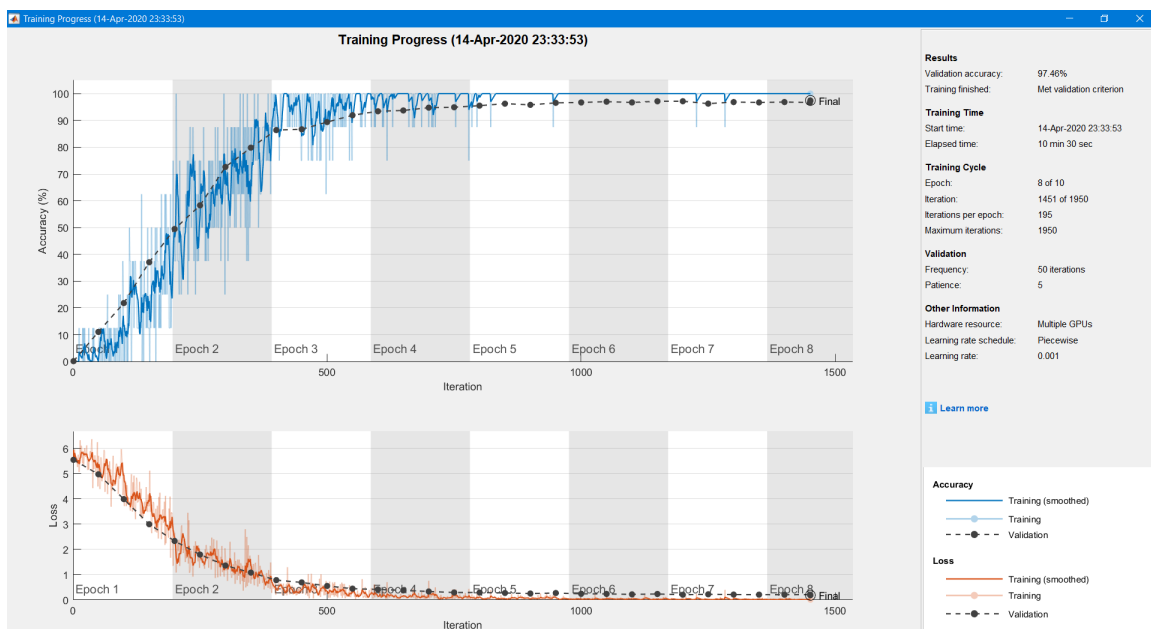 Training Progress (14-Apr-2020 23:33:53)
Training Progress (14-Apr-2020 23:33:53)
100
90
80
70
60
50
40
30
20
10
0
Accuracy (%)
Final
Epoch 1
Epoch 2
Epoch 3
Epoch 4
Epoch 5
Epoch 6
Epoch 7
Epoch 8
0
500
1000
1500
Iteration
6
5
4
3
2
1
0
Loss
Final
Epoch 1
Epoch 2
Epoch 3
Epoch 4
Epoch 5
Epoch 6
Epoch 7
Epoch 8
0
500
1000
1500
Iteration
Results
Validation accuracy: 97.46%
Training finished: Met validation criterion
Training Time
Start time: 14-Apr-2020 23:33:53
Elapsed time: 10 min 30 sec
Training Cycle
Epoch: 8 of 10
Iteration: 1451 of 1950
Iterations per epoch: 195
Maximum iterations: 1950
Validation
Frequency: 50 iterations
Patience: 5
Other Information
Hardware resource: Multiple GPUs
Learning rate schedule: Piecewise
Learning rate: 0.001
i Learn more
Accuracy
Training (smoothed)
Training
Validation
Loss
Training (smoothed)
Training
Validation